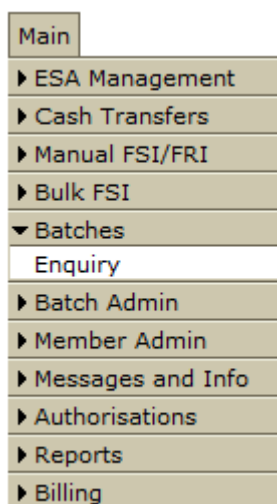 Main
ESA Management
Cash Transfers
Manual FSI/FRI
Bulk FSI
Batches
Enquiry
Batch Admin
Member Admin
Messages and Info
Authorisations
Reports
Billing